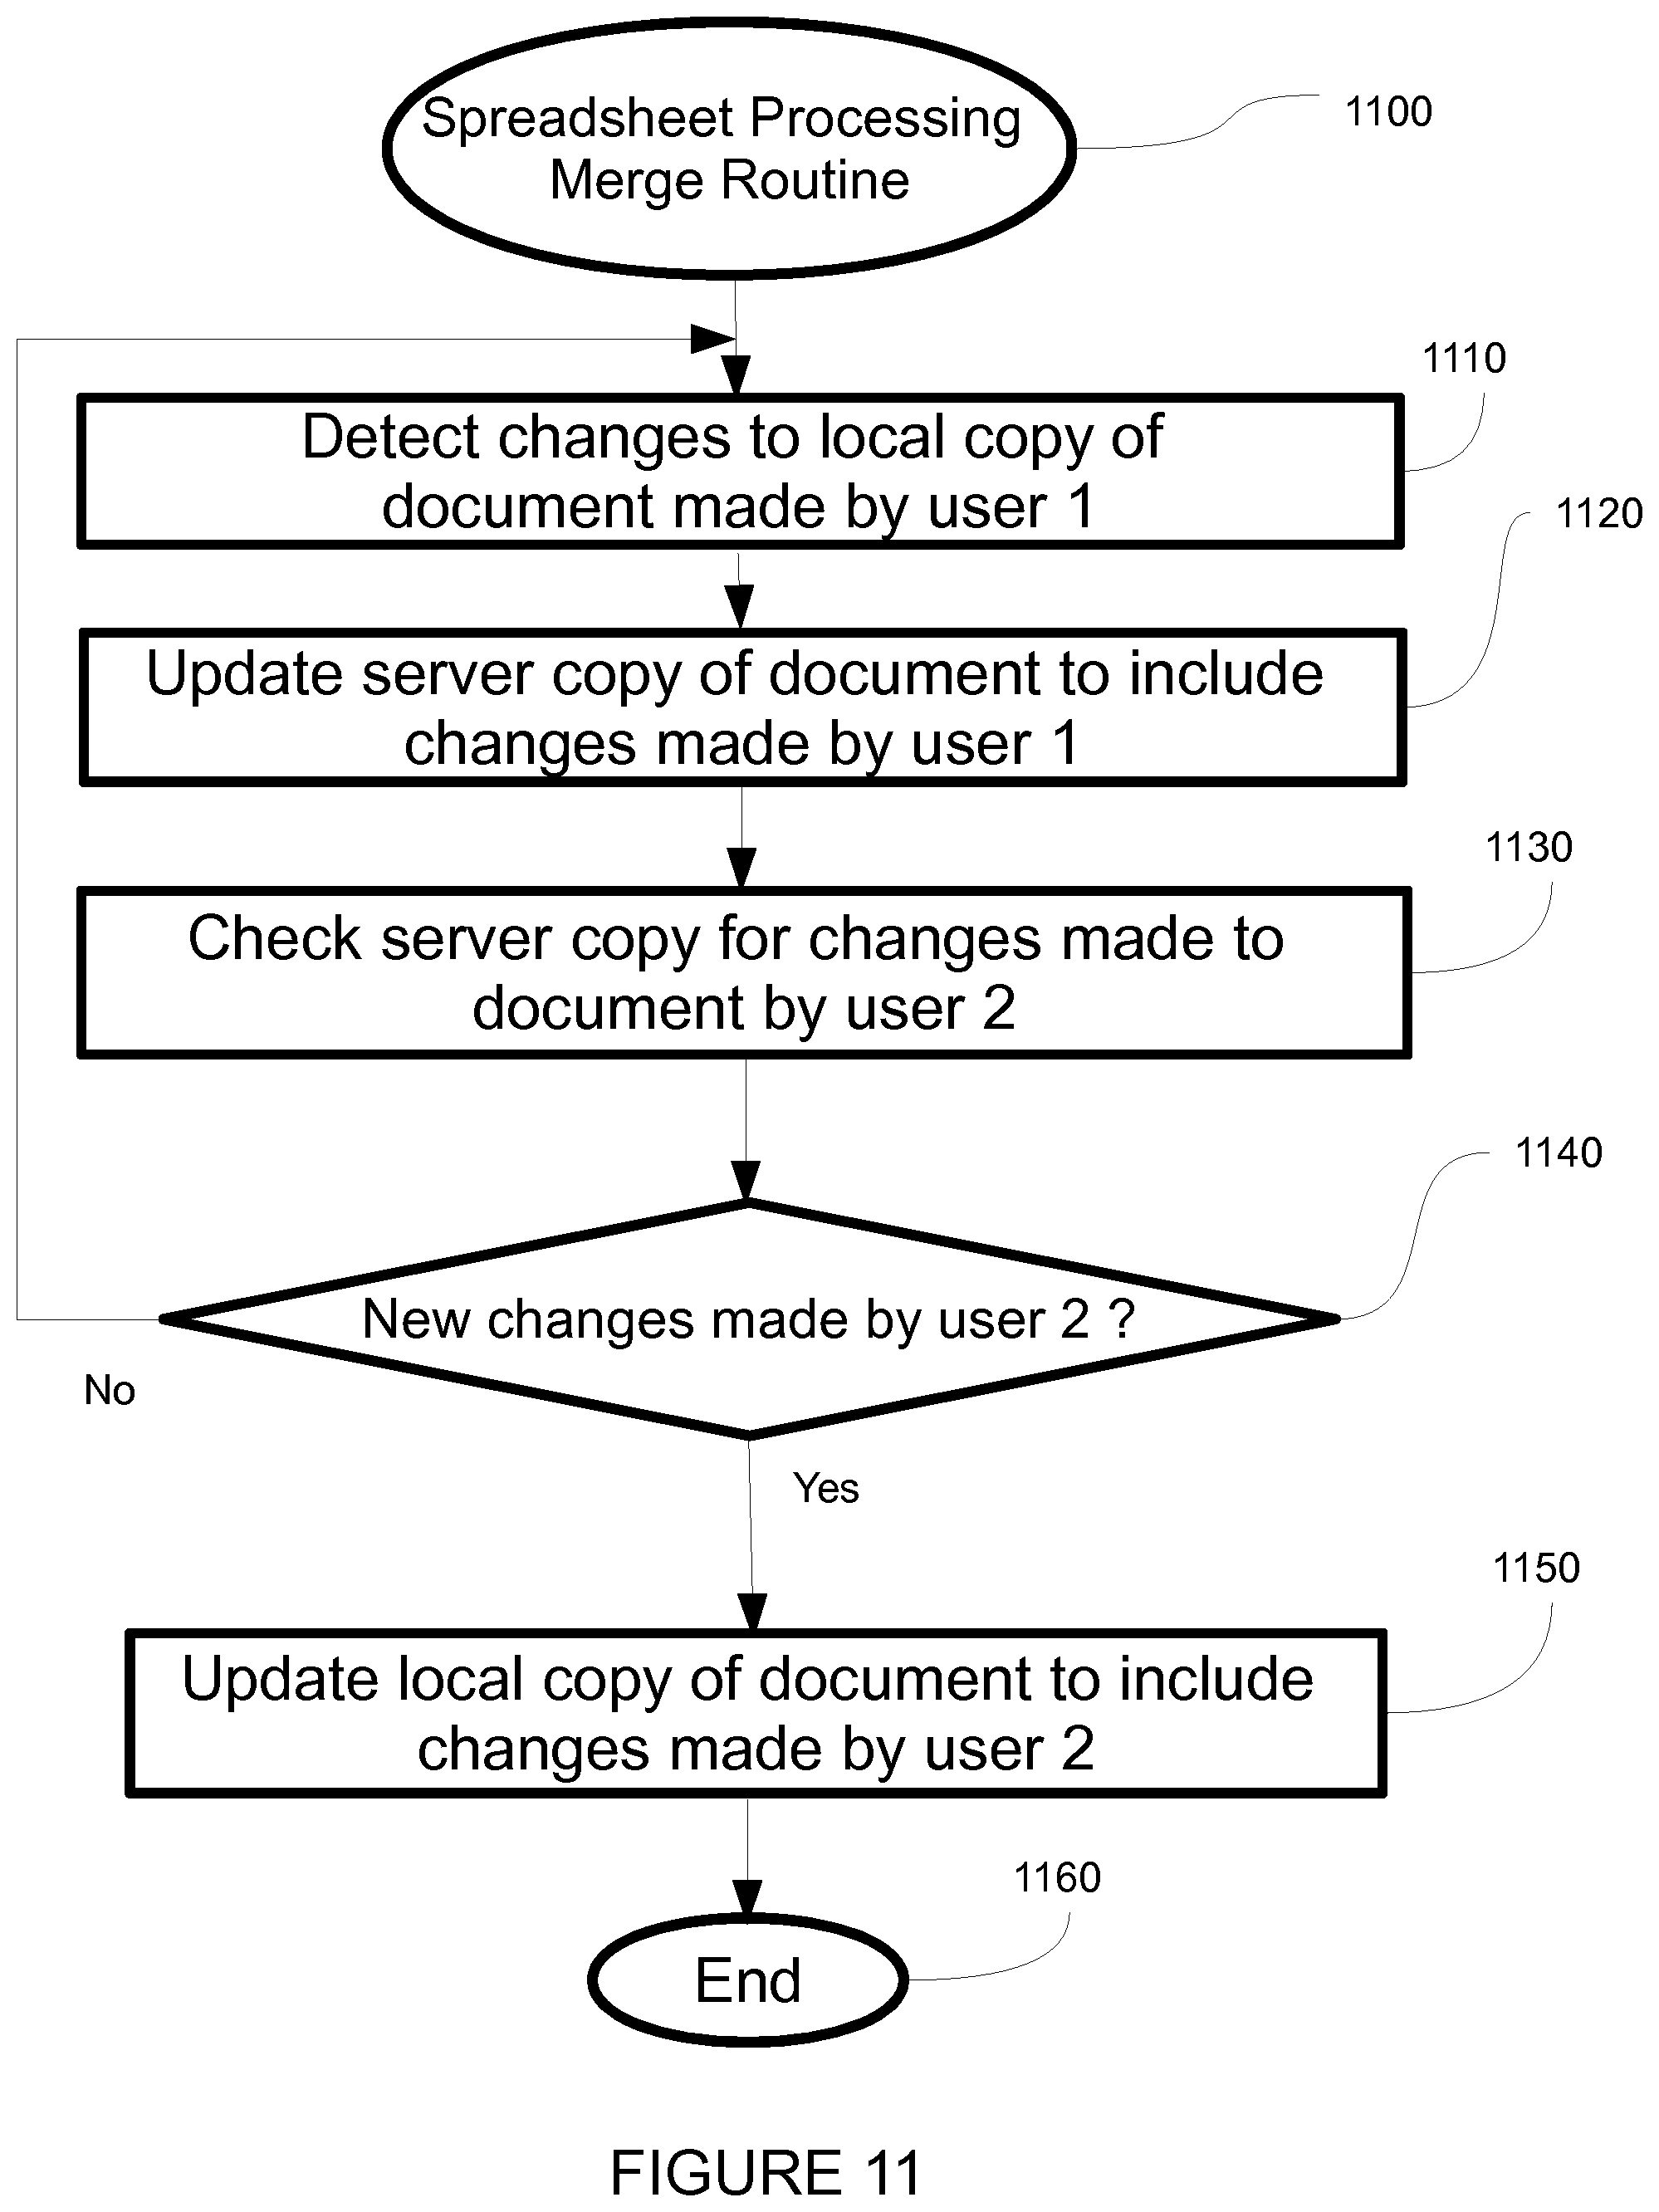 Spreadsheet Processing
Merge Routine
1100
1110
Detect changes to local copy of
document made by user 1
1120
Update server copy of document to include
changes made by user 1
1130
Check server copy for changes made to
document by user 2
1140
New changes made by user 2 ?
No
Yes
1150
Update local copy of document to include
changes made by user 2
1160
End
FIGURE 11